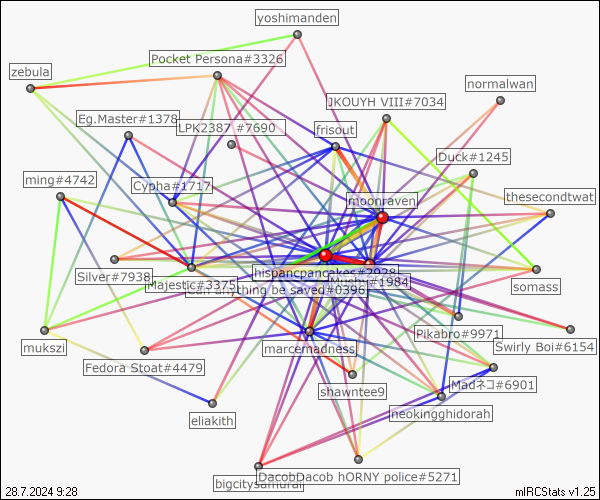 yoshimanden
Pocket Persona#3326
zebula
normalwan
JKOUYH VIII#7034
Eg.Master#1378
LPK2387 #7690
frisout
Duck#1245
ming#4742
Cypha#1717
moonraven
thesecondtwat
hispancpancakes#2928
Silver#7938
Majestic#3375
can anything be saved#0396
#1984
somass
Pikabro#9971
mukszi
marcemadness
Swirly Boi#6154
Fedora Stoat#4479
shawntee9
Madネコ#6901
eliakith
neokingghidorah
DacobDacob hORNY police#5271
bigcitysamurai
28.7.2024 9:28
mIRCStats v1.25